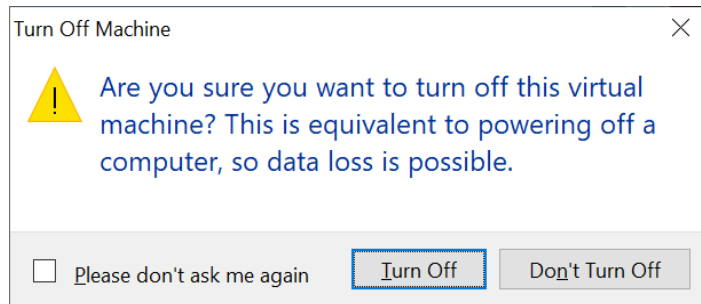 Turn Off Machine
Are you sure you want to turn off this virtual
machine? This is equivalent to powering off a
computer, so data loss is possible.
Please don't ask me again
Turn Off
Don't Turn Off